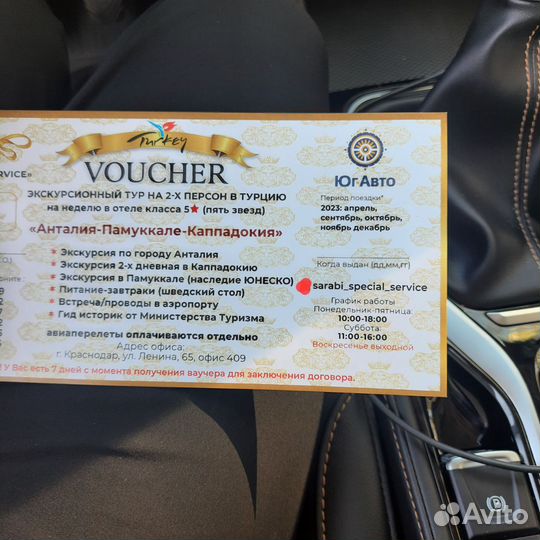 Turkey
ERVICE»
VOUCHER
ЮгАвто
ЭКСКУРСИОННЫЙ ТУР НА 2-Х ПЕРСОН В ТУРЦИЮ
на неделю в отеле класса 5★ (пять звезд)
Период поездки*
2023: апрель,
сентябрь, октябрь,
ноябрь декабрь
«Анталия-Памуккале-Каппадокия»
Экскурсия по городу Анталия
Экскурсия 2-х дневная в Каппадокию
Экскурсия в Памуккале (наследие ЮНЕСКО)
Питание-завтраки (шведский стол)
Встреча/проводы в аэропорту
Гид историк от Министерства Туризма
Когда выдан (дд,мм,гг)
sarabi_special_service
График работы
Понедельник-пятница:
10:00-18:00
Суббота:
11:00-16:00
Воскресенье выходной
авиаперелеты оплачиваются отдельно
Адрес офиса:
г. Краснодар, ул. Ленина, 65, офис 409
! У Вас есть 7 дней с момента получения ваучера для заключения договора.
Avito